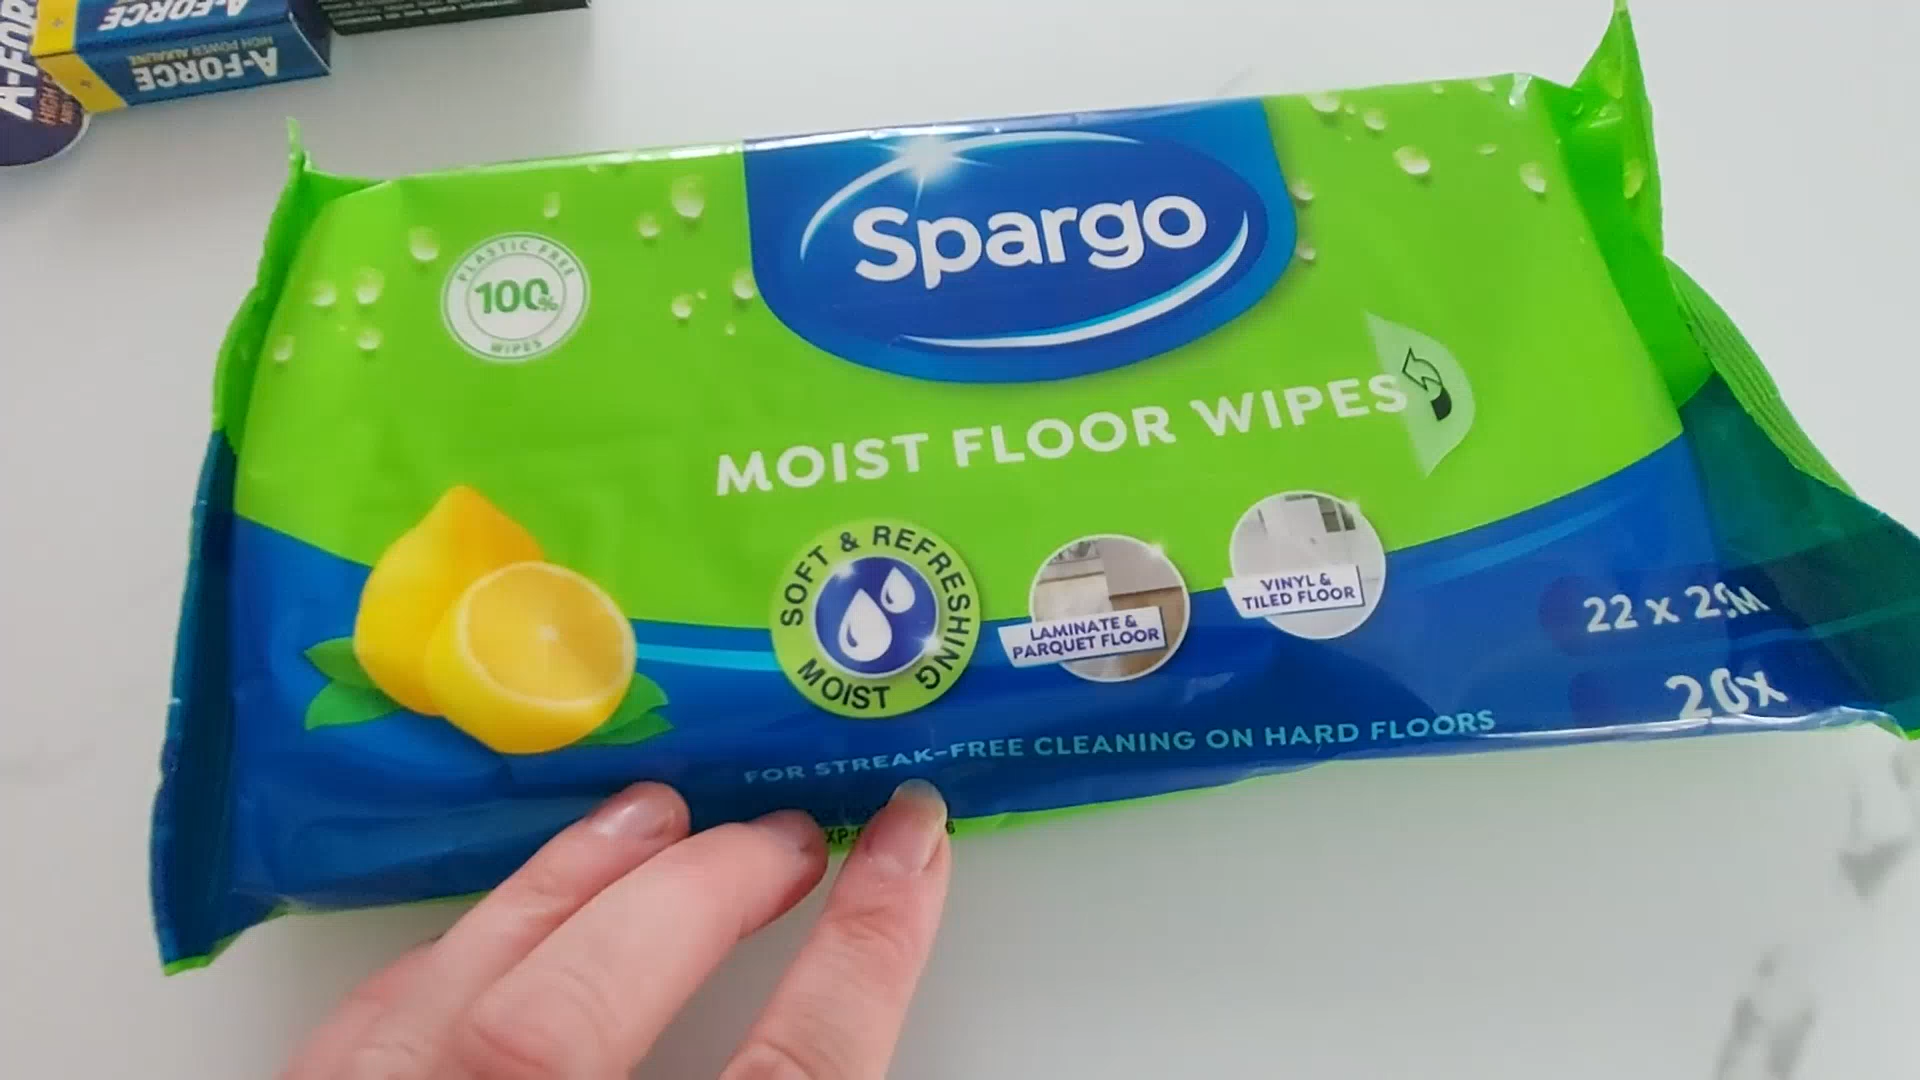 A-FORCE
A-FORCE
HIGH POWER ALKALINE
Spargo
PLASTIC FREE
100%
WIPES
MOIST FLOOR WIPES
SOFT & REFRESHING
MOIST
LAMINATE &
PARQUET FLOOR
VINYL &
TILED FLOOR
22 x
20x
FOR STREAK-FREE CLEANING ON HARD FLOORS